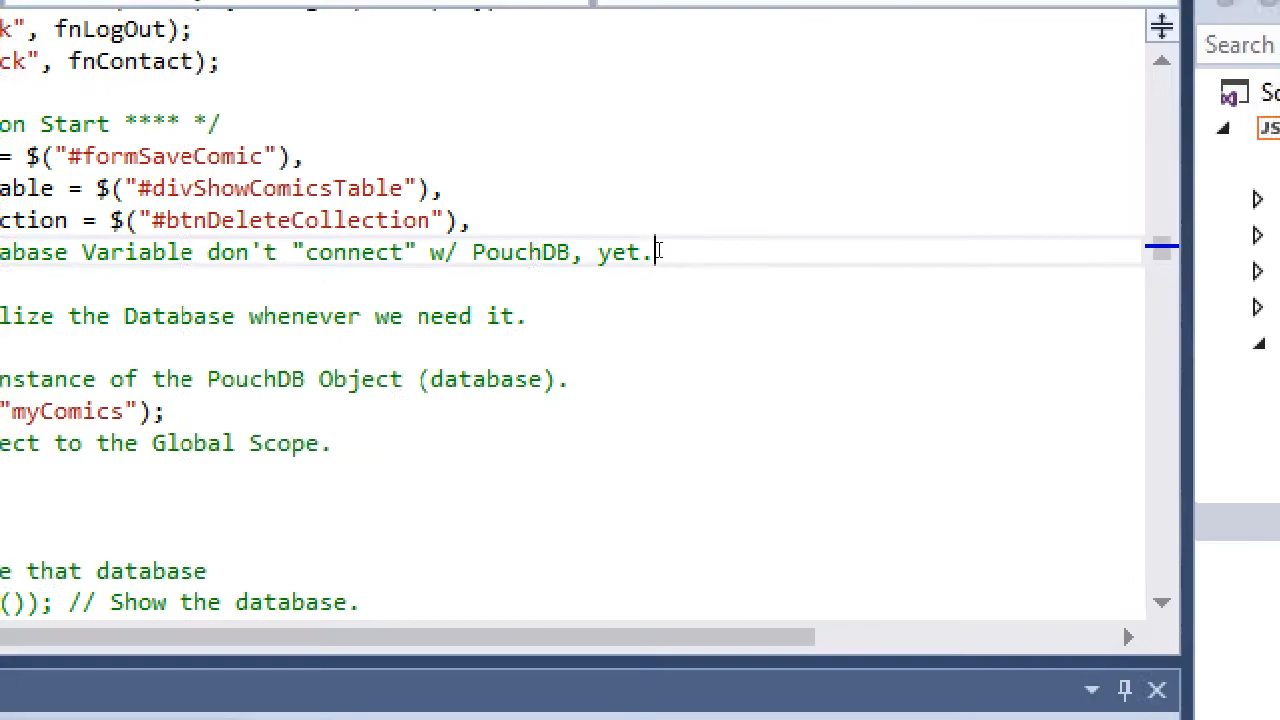 k", fnLogOut);
ck", fnContact);
Search
So
JS
on Start **** */
= $("#formSaveComic"),
able = $("#divShowComicsTable"),
ction = $("#btnDeleteCollection"),
abase Variable don't "connect" w/ PouchDB, yet.
lize the Database whenever we need it.
nstance of the PouchDB Object (database).
"myComics");
ect to the Global Scope.
e that database
()); // Show the database.